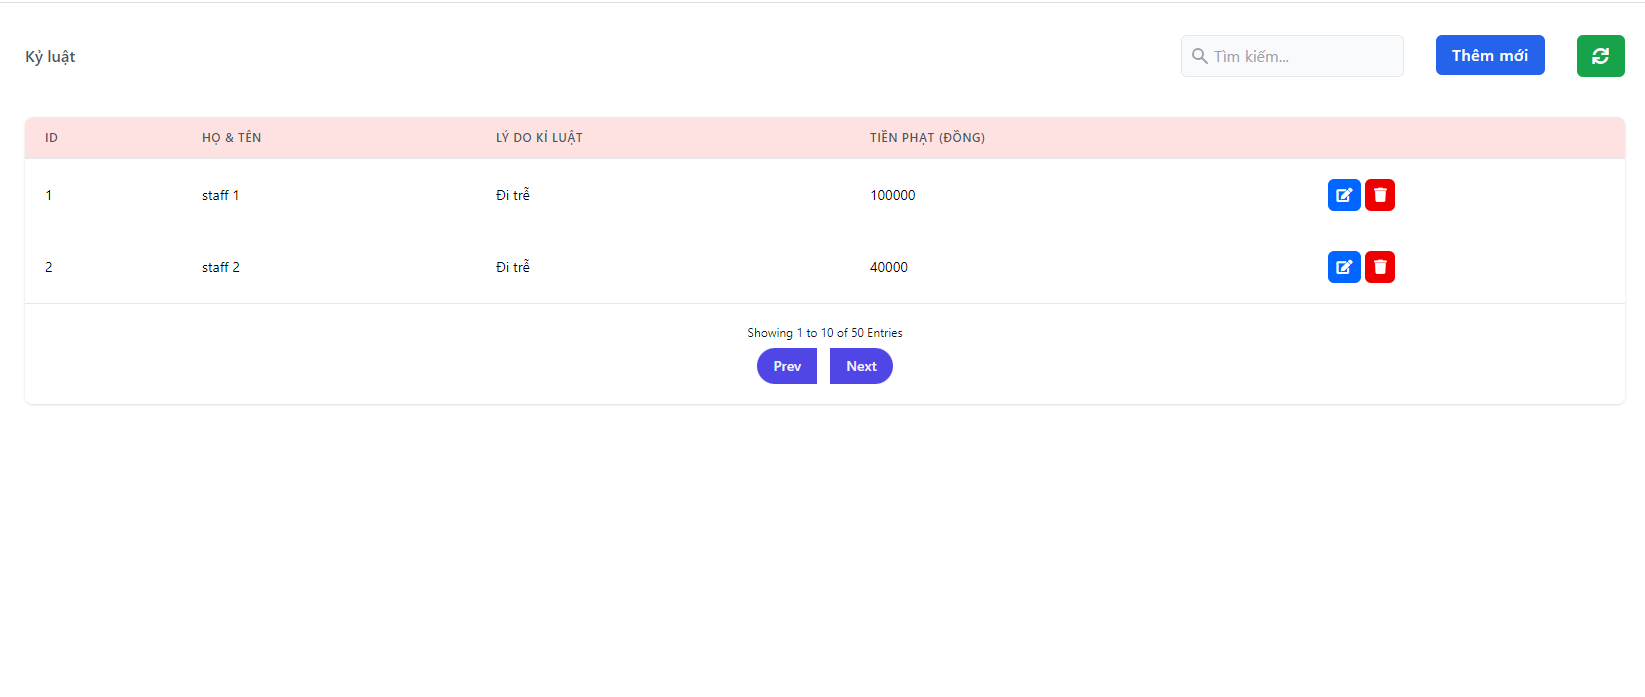 Kỷ luật
Tìm kiếm...
Thêm mới
ID HỌ & TÊN LÝ DO KỈ LUẬT TIỀN PHẠT (ĐỒNG)
1 staff 1 Đi trễ 100000
2 staff 2 Đi trễ 40000
Showing 1 to 10 of 50 Entries
Prev Next